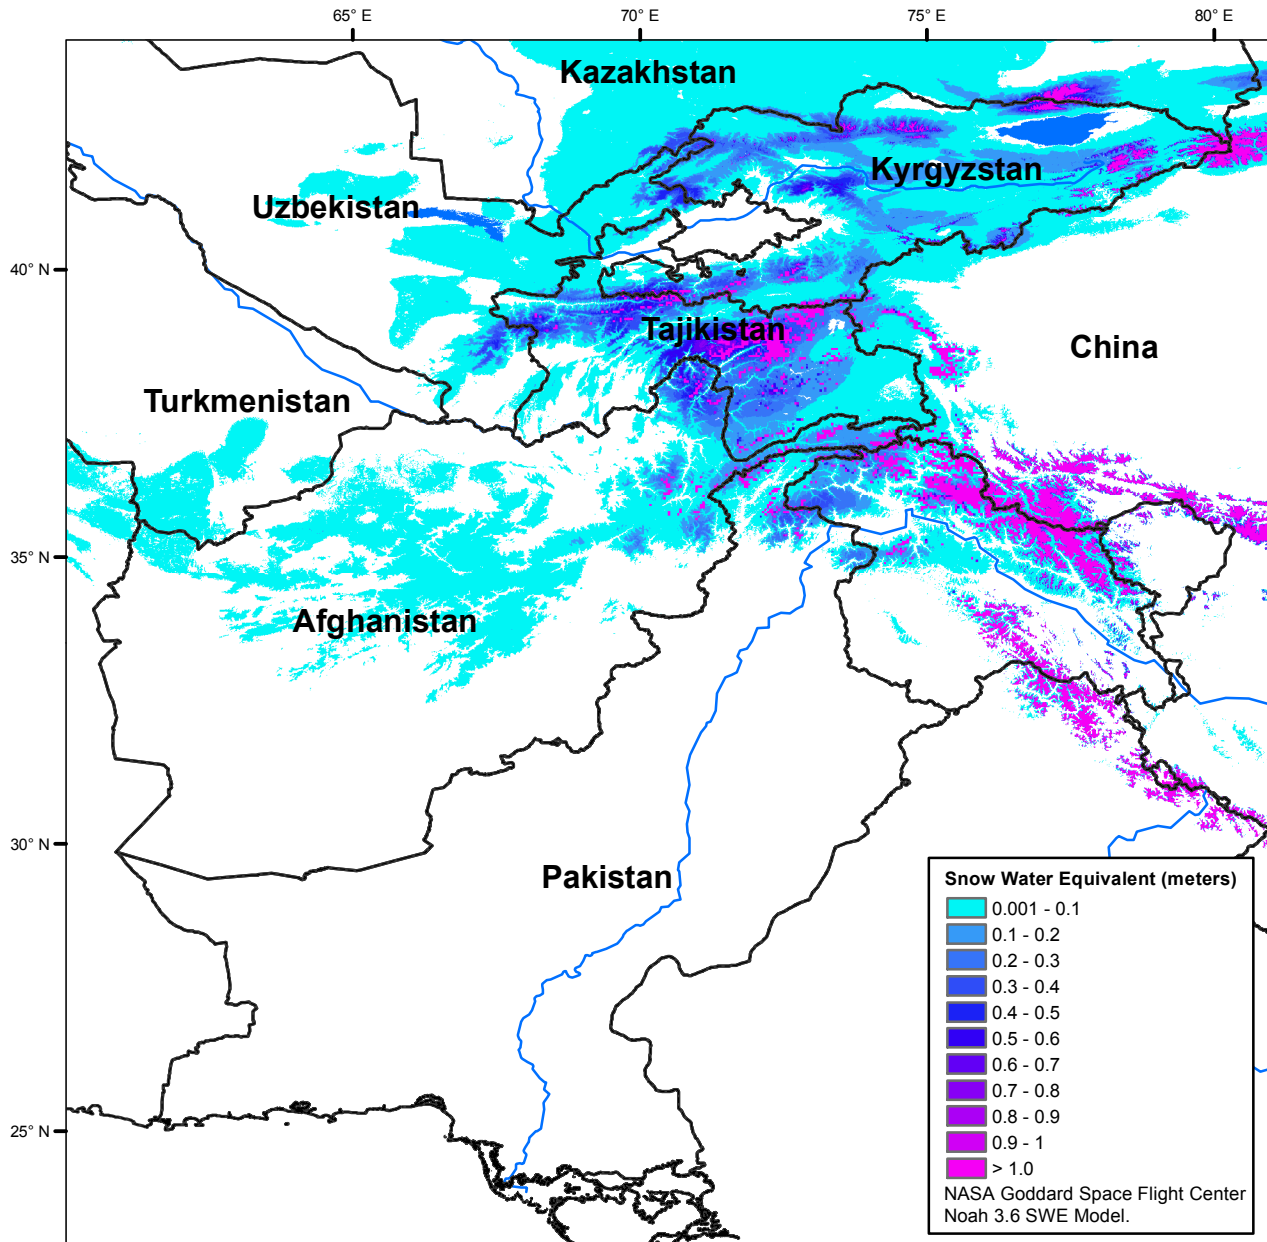 65° E
70° E
75° E
80° E
Kazakhstan
Kyrgyzstan
Uzbekistan
40° N
Tajikistan
China
Turkmenistan
35° N
Afghanistan
30° N
Pakistan
25° N
Snow Water Equivalent (meters)
0.001 - 0.1
0.1 - 0.2
0.2 - 0.3
0.3 - 0.4
0.4 - 0.5
0.5 - 0.6
0.6 - 0.7
0.7 - 0.8
0.8 - 0.9
0.9 - 1
> 1.0
NASA Goddard Space Flight Center
Noah 3.6 SWE Model.